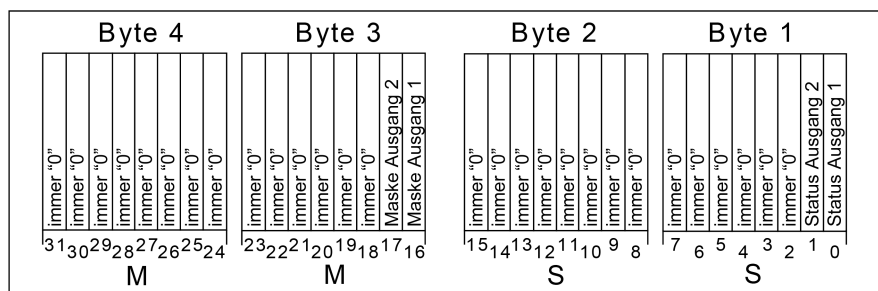 Byte 4 Byte 3 Byte 2 Byte 1
immer “0” immer “0” immer “0” immer “0” immer “0” immer “0” immer “0” immer “0” immer “0” immer “0” immer “0” immer “0” immer “0” immer “0” Maske Ausgang 2 Maske Ausgang 1 immer “0” immer “0” immer “0” immer “0” immer “0” immer “0” immer “0” immer “0” immer “0” immer “0” immer “0” immer “0” immer “0” immer “0” Status Ausgang 2 Status Ausgang 1
31 30 29 28 27 26 25 24 23 22 21 20 19 18 17 16 15 14 13 12 11 10 9 8 7 6 5 4 3 2 1 0
M M S S